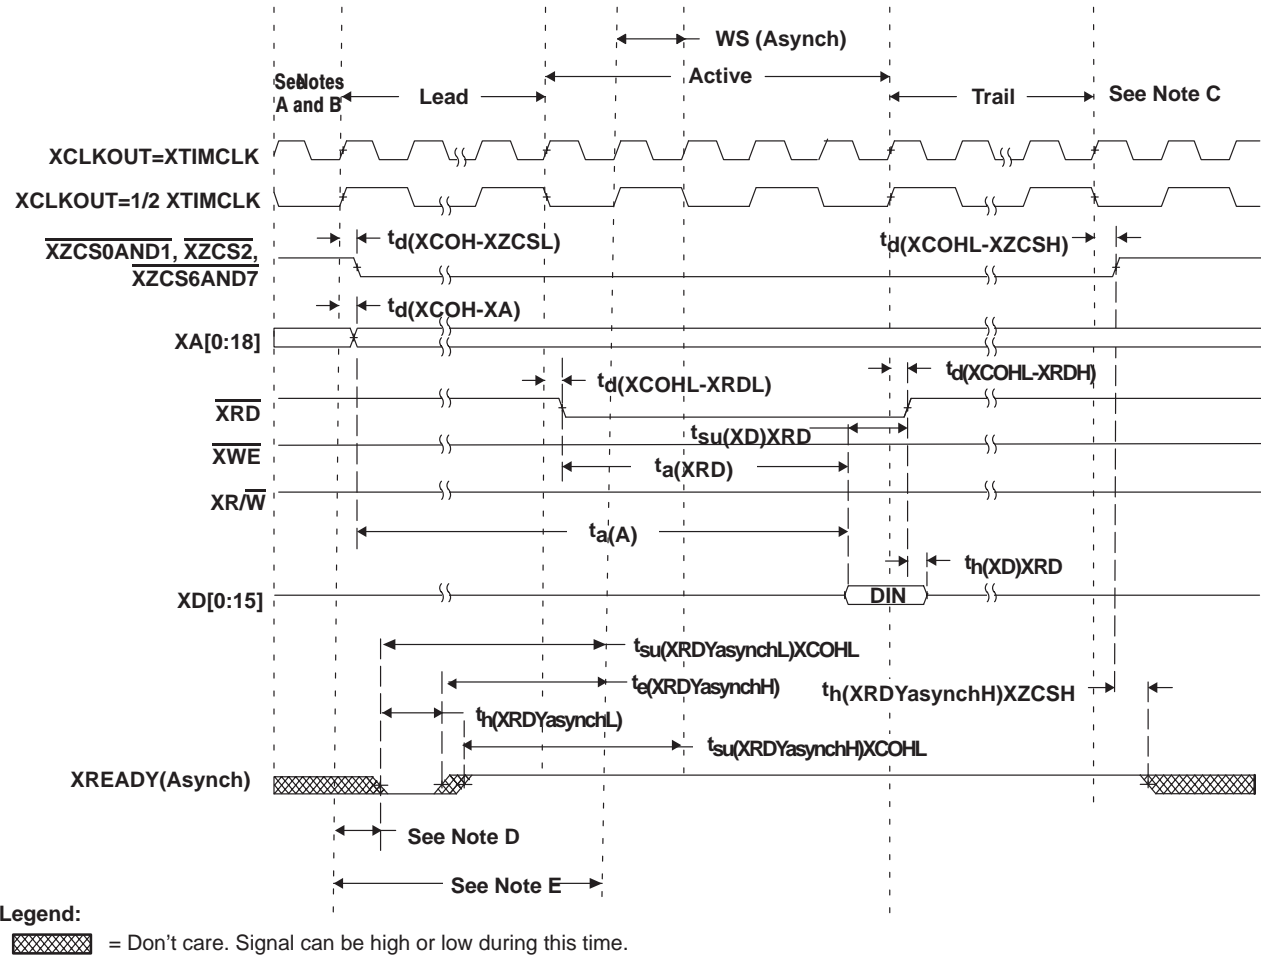 WS (Asynch)
Active
See Notes
A and B
Lead
Trail
See Note C
XCLKOUT=XTIMCLK
XCLKOUT=1/2 XTIMCLK
XZCS0AND1, XZCS2,
XZCS6AND7
td(XCOH-XZCSL)
td(XCOHL-XZCSH)
td(XCOH-XA)
XA[0:18]
td(XCOHL-XRDL)
td(XCOHL-XRDH)
XRD
tsu(XD)XRD
XWE
ta(XRD)
XR/W
ta(A)
th(XD)XRD
XD[0:15]
DIN
tsu(XRDYasynchL)XCOHL
te(XRDYasynchH)
th(XRDYasynchH)XZCSH
th(XRDYasynchL)
tsu(XRDYasynchH)XCOHL
XREADY(Asynch)
See Note D
See Note E
Legend:
= Don't care. Signal can be high or low during this time.